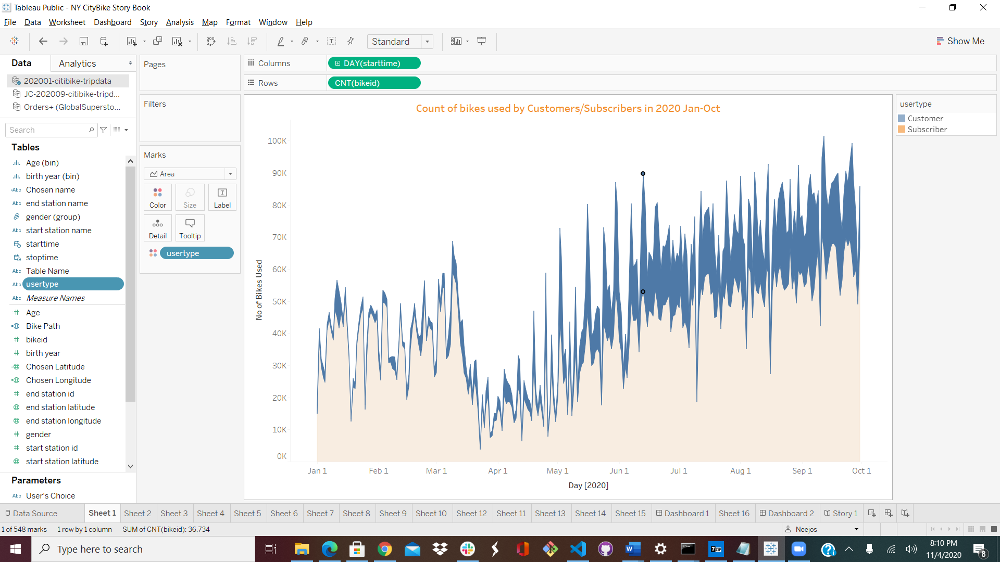 Tableau Public - NY CityBike Story Book
File Data Worksheet Dashboard Story Analysis Map Format Window Help
Standard
Show Me
Data Analytics
202001-citibike-tripdata
JC-202009-citibike-tripd...
Orders+ (GlobalSuperst​o...
Search
Tables
Age (bin)
birth year (bin)
=Abc Chosen name
Abc end station name
gender (group)
Abc start station name
starttime
stoptime
Abc Table Name
Abc usertype
Abc Measure Names
=# Age
Bike Path
# bikeid
# birth year
Chosen Latitude
Chosen Longitude
# end station id
end station latitude
end station longitude
# gender
# start station id
start station latitude
Parameters
Abc User's Choice
Pages
Filters
Marks
Area
Color Size Label
Detail Tooltip
usertype
Columns DAY(starttime)
Rows CNT(bikeid)
Count of bikes used by Customers/Subscribers in 2020 Jan-Oct
No of Bikes Used
100K
90K
80K
70K
60K
50K
40K
30K
20K
10K
0K
Jan 1 Feb 1 Mar 1 Apr 1 May 1 Jun 1 Jul 1 Aug 1 Sep 1 Oct 1
Day [2020]
usertype
Customer
Subscriber
Data Source Sheet 1 Sheet 2 Sheet 3 Sheet 4 Sheet 5 Sheet 6 Sheet 7 Sheet 8 Sheet 9 Sheet 10 Sheet 12 Sheet 11 Sheet 13 Sheet 14 Sheet 15 Dashboard 1 Sheet 16 Dashboard 2 Story 1
1 of 548 marks 1 row by 1 column SUM of CNT(bikeid): 36,734 Neejos
Type here to search
7ZIP
8:10 PM
11/4/2020
8